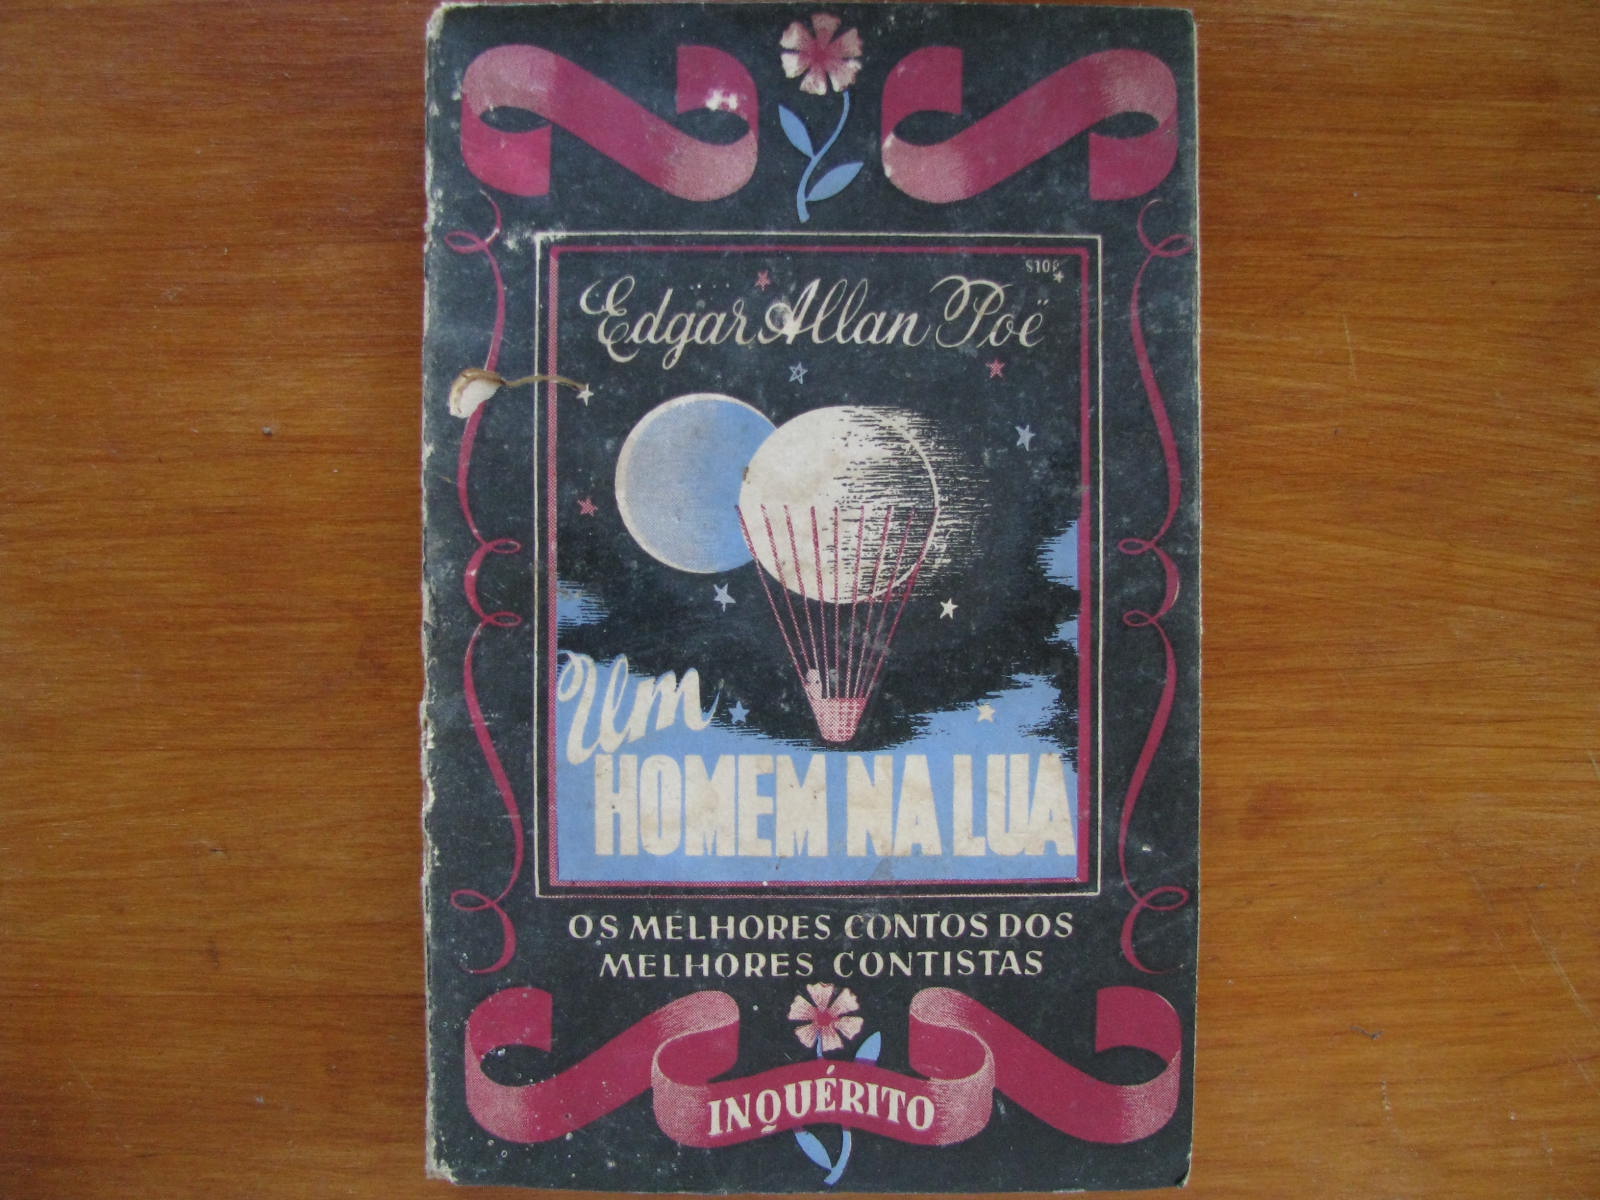 Edgar Allan Poë
Um
HOMEM NA LUA
OS MELHORES CONTOS DOS
MELHORES CONTISTAS
INQUÉRITO